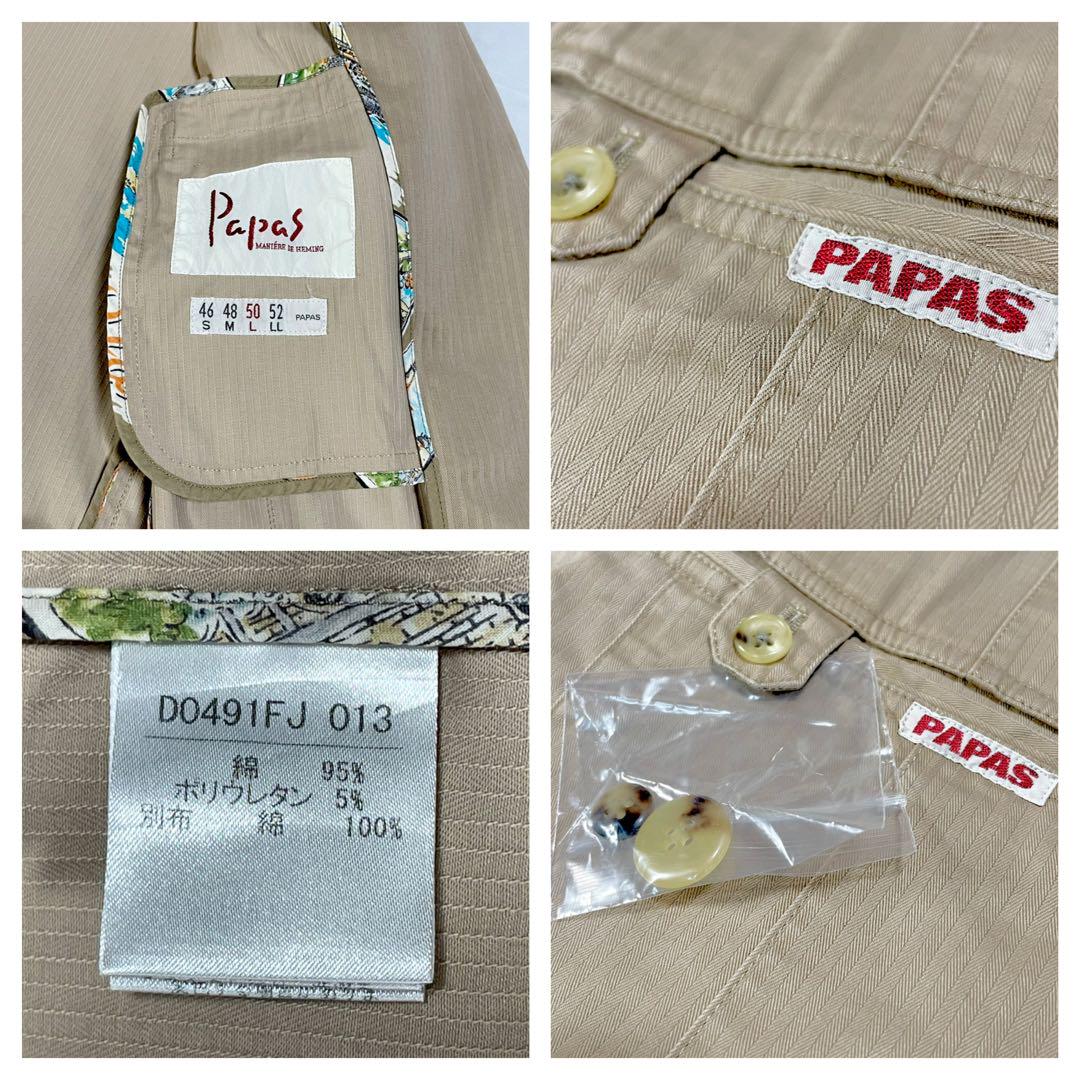 Papas
MANIÉRE DE HEMING
46 48 50 52
S M L LL PAPAS
PAPAS
D0491FJ 013
綿 95%
ポリウレタン 5%
別布 綿 100%
PAPAS